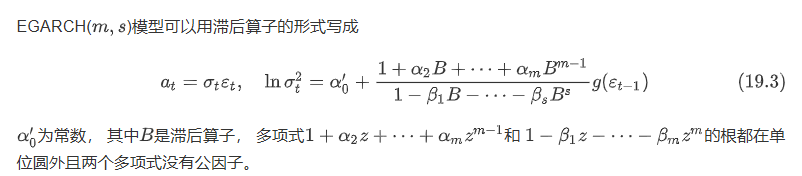 EGARCH(m, s)模型可以用滞后算子的形式写成
a_t = σ_t ε_t, ln σ_t^2 = α_0′ + \frac{1 + α_2 B + ⋯ + α_m B^{m−1}}{1 − β_1 B − ⋯ − β_s B^s} g(ε_{t−1}) (19.3)
α_0′为常数， 其中B是滞后算子， 多项式1 + α_2 z + ⋯ + α_m z^{m−1}和 1 − β_1 z − ⋯ − β_m z^m的根都在单
位圆外且两个多项式没有公因子。